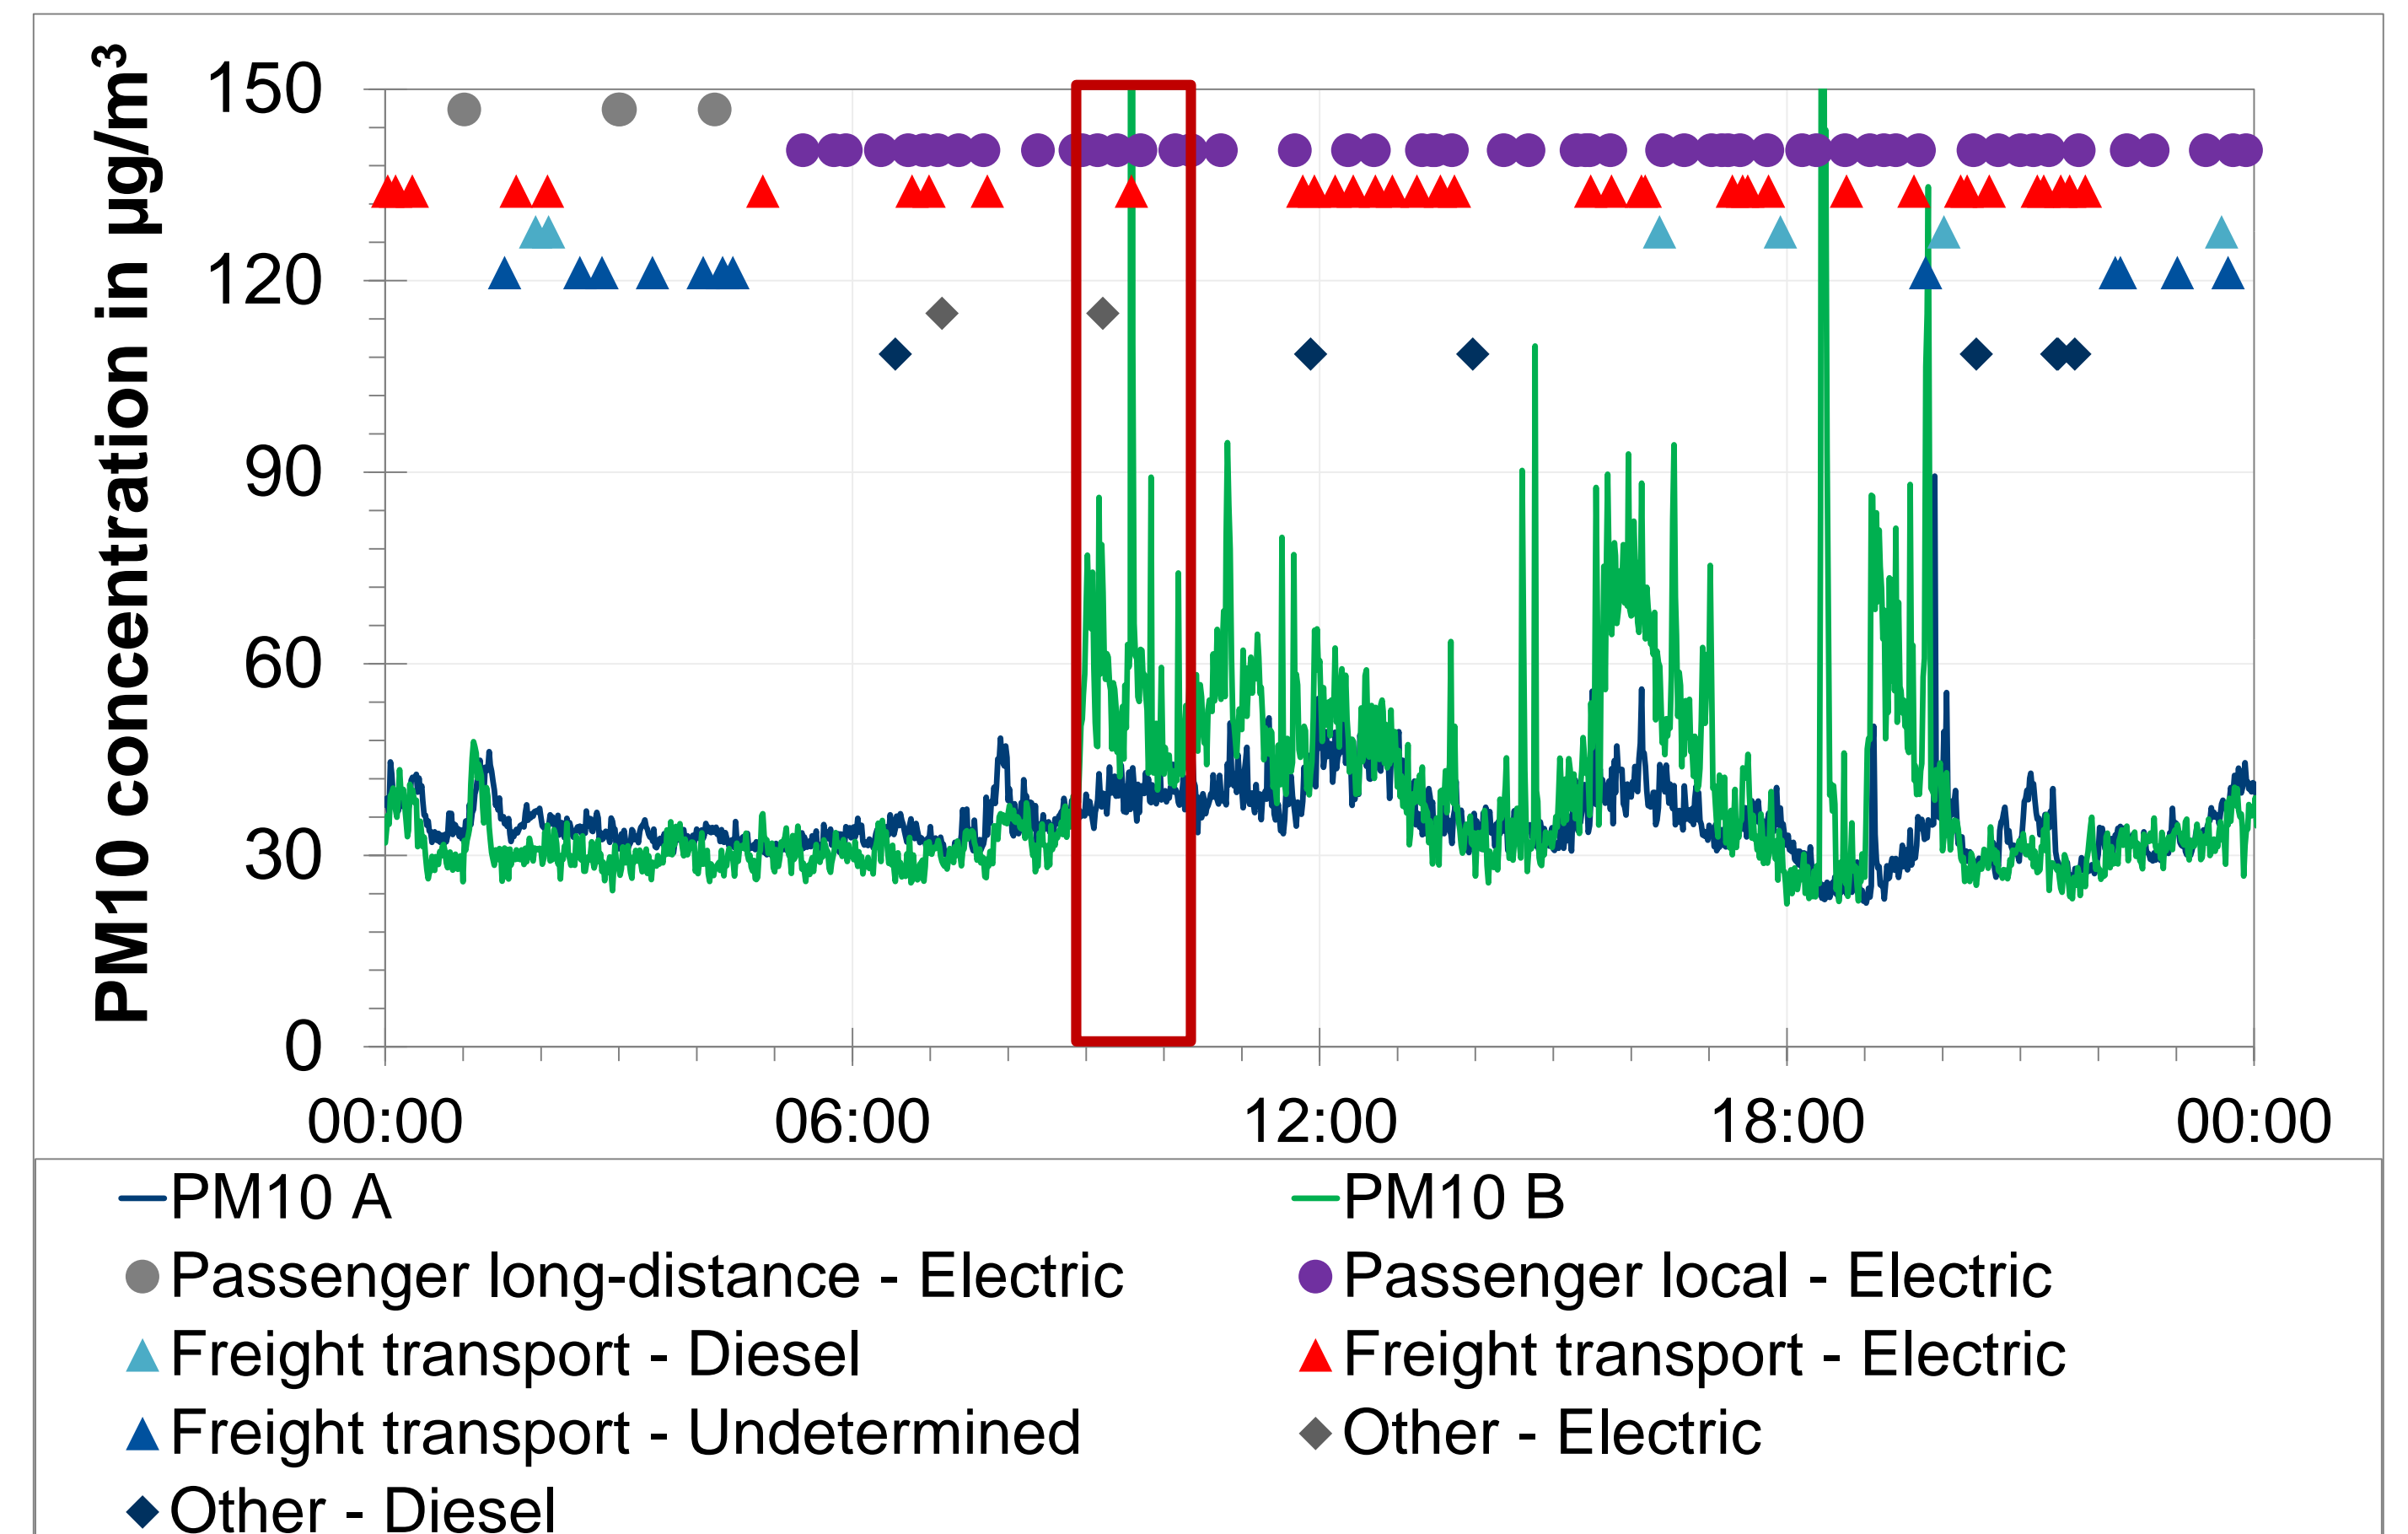 PM10 concentration in µg/m³
150
120
90
60
30
0
00:00 06:00 12:00 18:00 00:00
PM10 A PM10 B
Passenger long-distance - Electric Passenger local - Electric
Freight transport - Diesel Freight transport - Electric
Freight transport - Undetermined Other - Electric
Other - Diesel